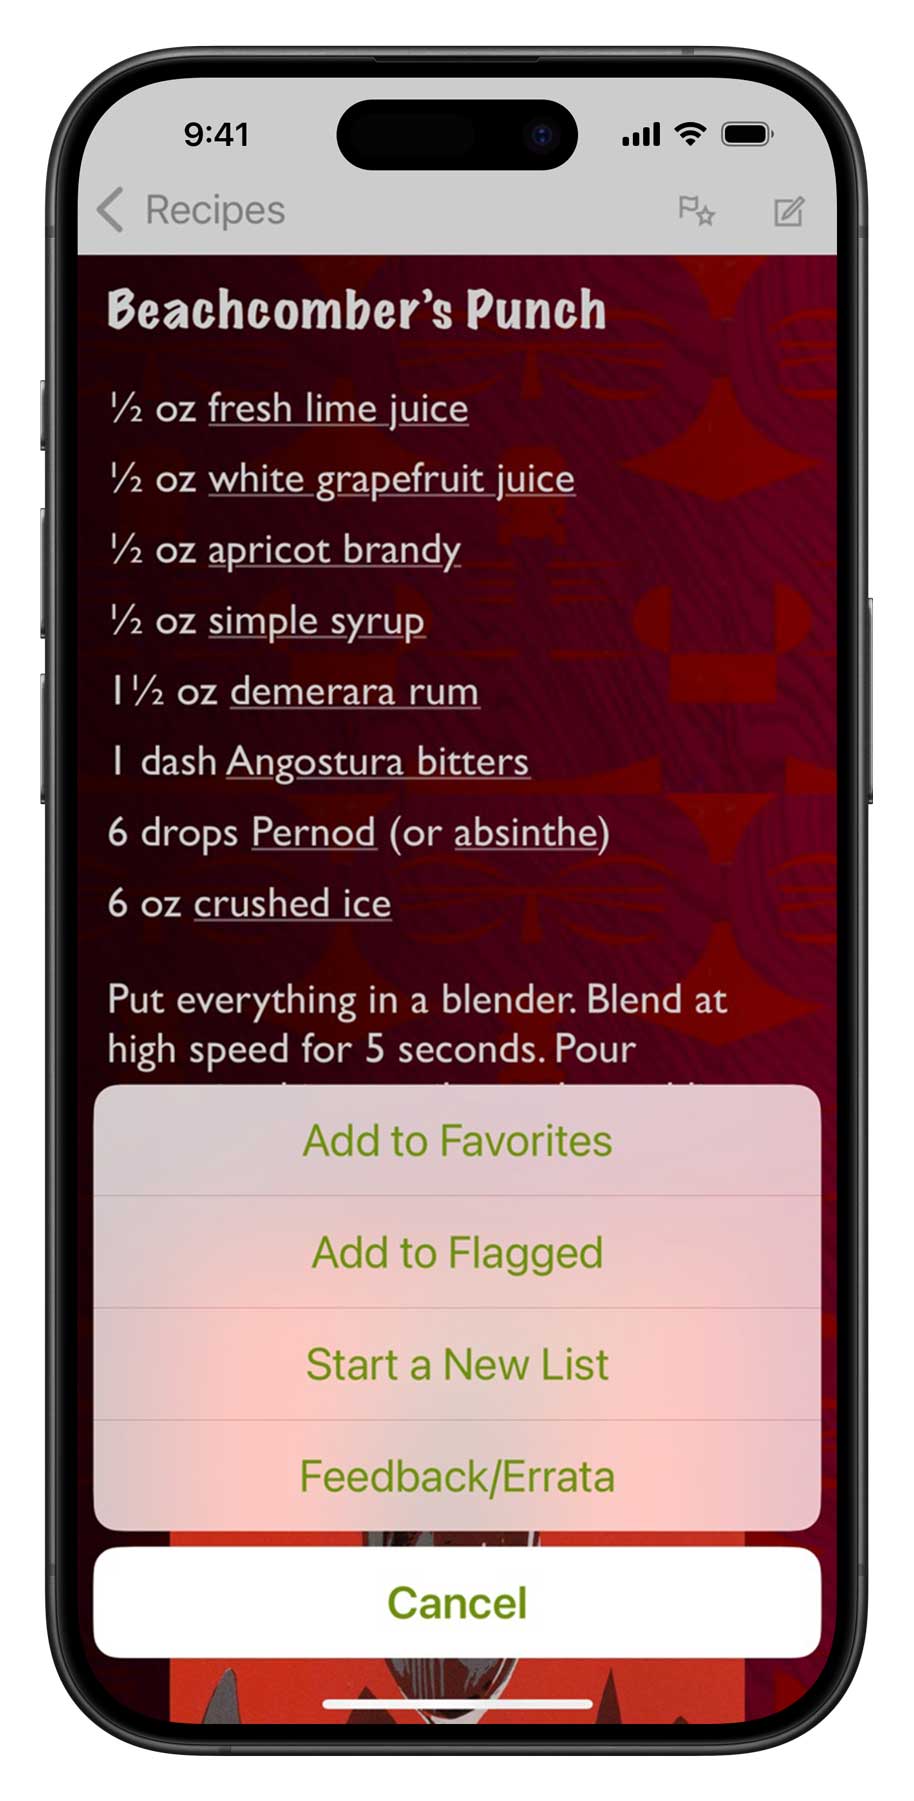 9:41
Recipes
Beachcomber’s Punch
½ oz fresh lime juice
½ oz white grapefruit juice
½ oz apricot brandy
½ oz simple syrup
1½ oz demerara rum
1 dash Angostura bitters
6 drops Pernod (or absinthe)
6 oz crushed ice
Put everything in a blender. Blend at
high speed for 5 seconds. Pour
Add to Favorites
Add to Flagged
Start a New List
Feedback/Errata
Cancel